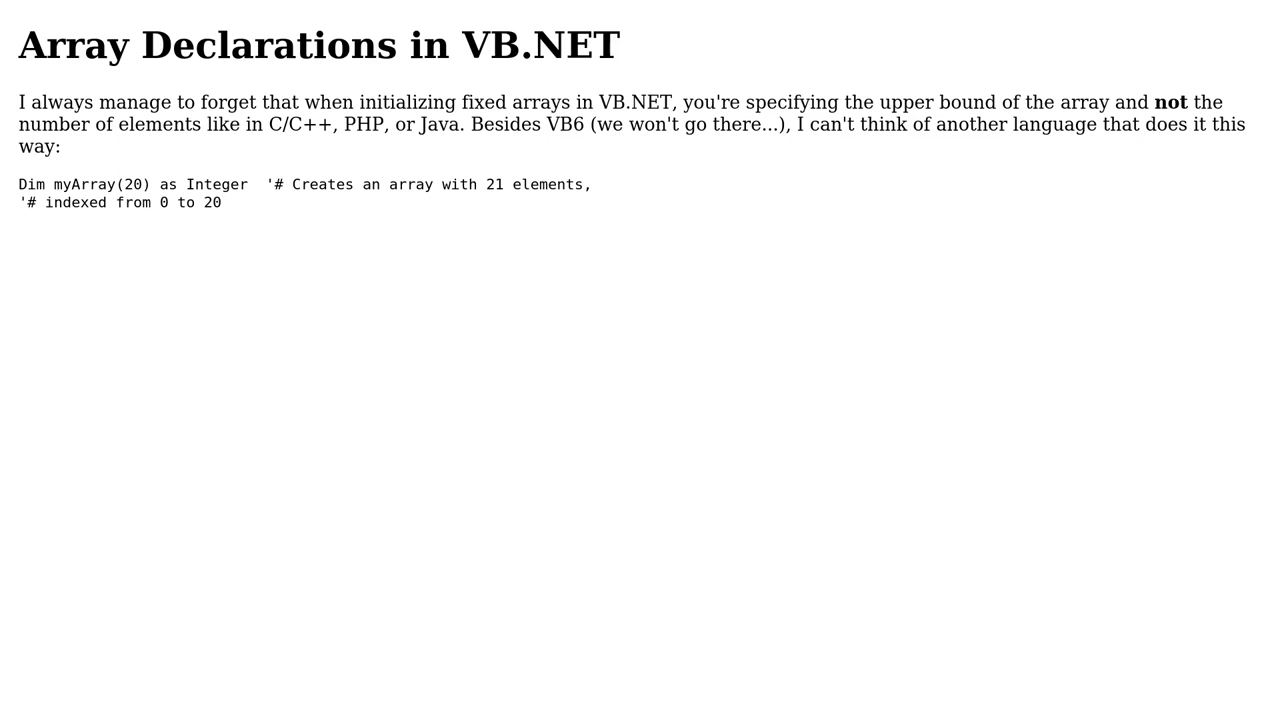 Array Declarations in VB.NET
I always manage to forget that when initializing fixed arrays in VB.NET, you're specifying the upper bound of the array and not the
number of elements like in C/C++, PHP, or Java. Besides VB6 (we won't go there...), I can't think of another language that does it this
way:
Dim myArray(20) as Integer  '# Creates an array with 21 elements,
'# indexed from 0 to 20